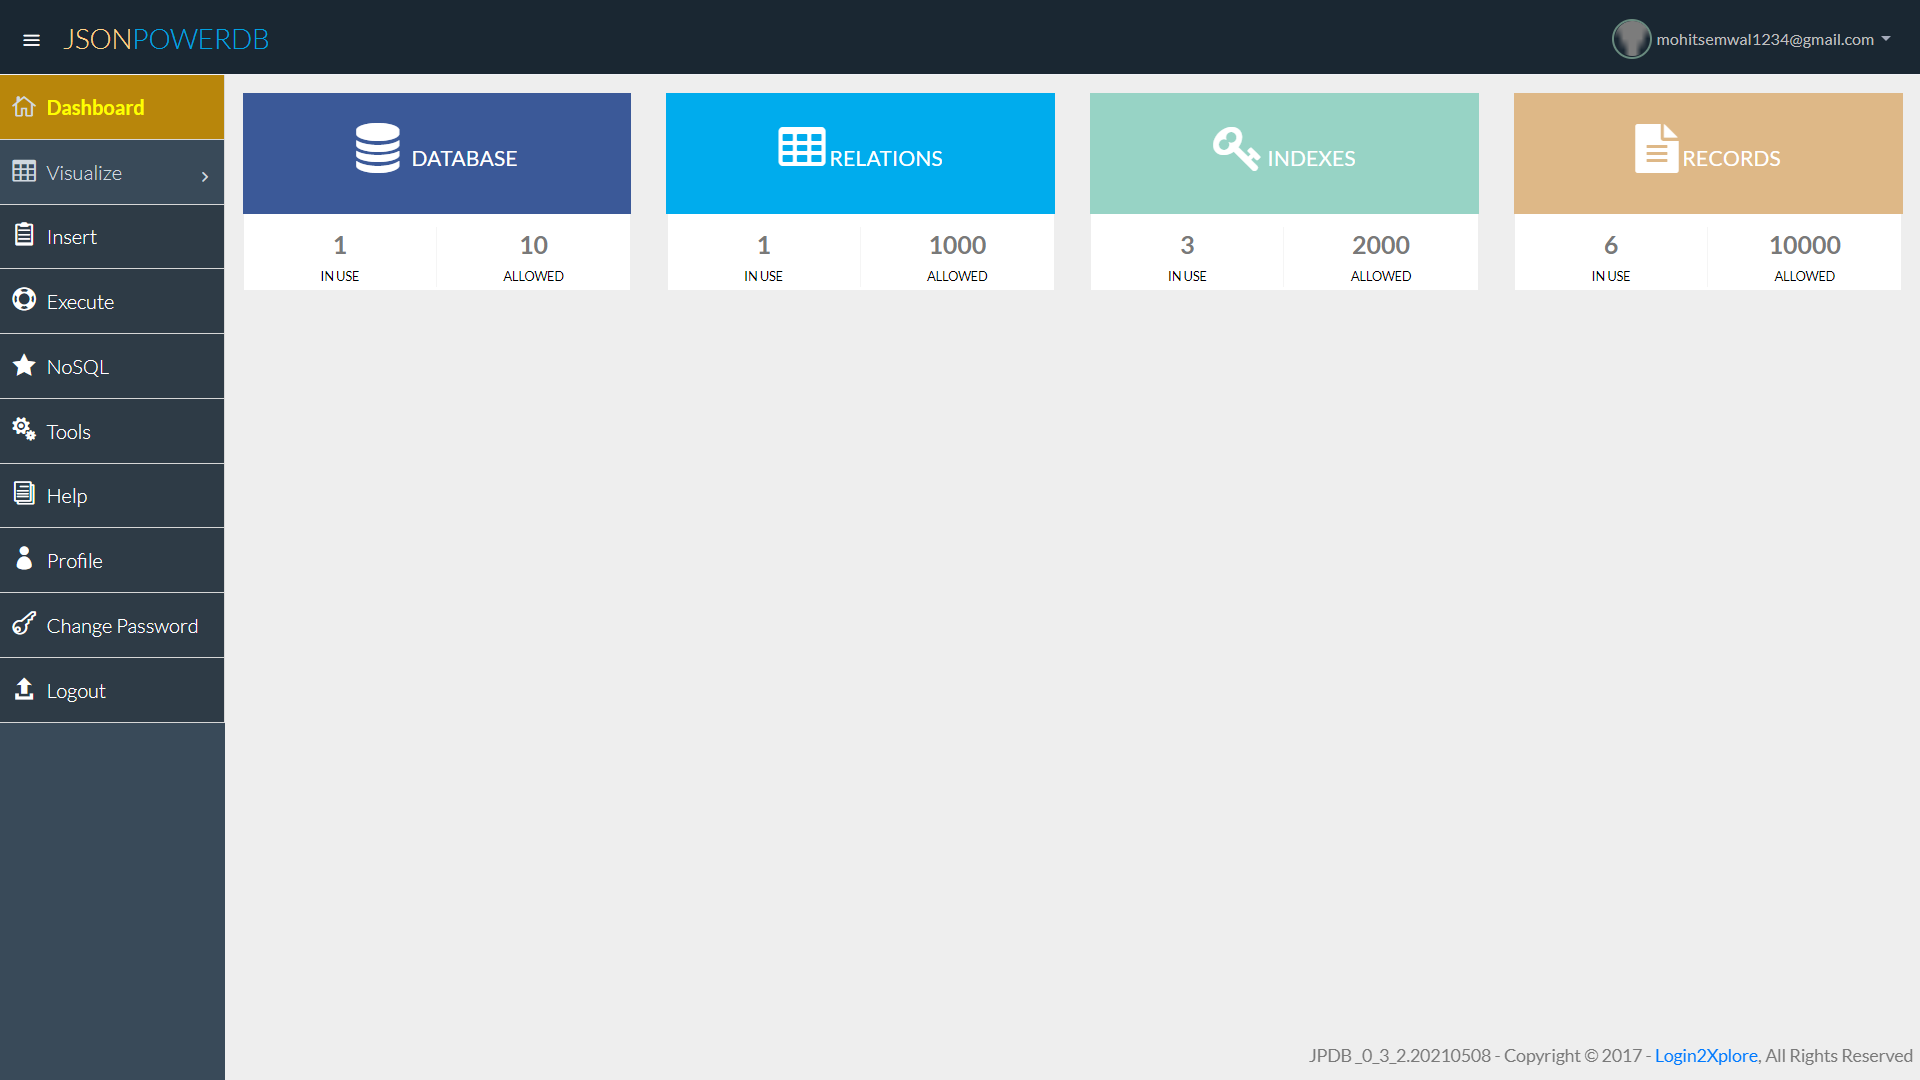 JSONPOWERDB
mohitsemwal1234@gmail.com
Dashboard
Visualize
Insert
Execute
NoSQL
Tools
Help
Profile
Change Password
Logout
DATABASE
1 10
IN USE ALLOWED
RELATIONS
1 1000
IN USE ALLOWED
INDEXES
3 2000
IN USE ALLOWED
RECORDS
6 10000
IN USE ALLOWED
JPDB_0_3_2.20210508 - Copyright © 2017 - Login2Xplore, All Rights Reserved